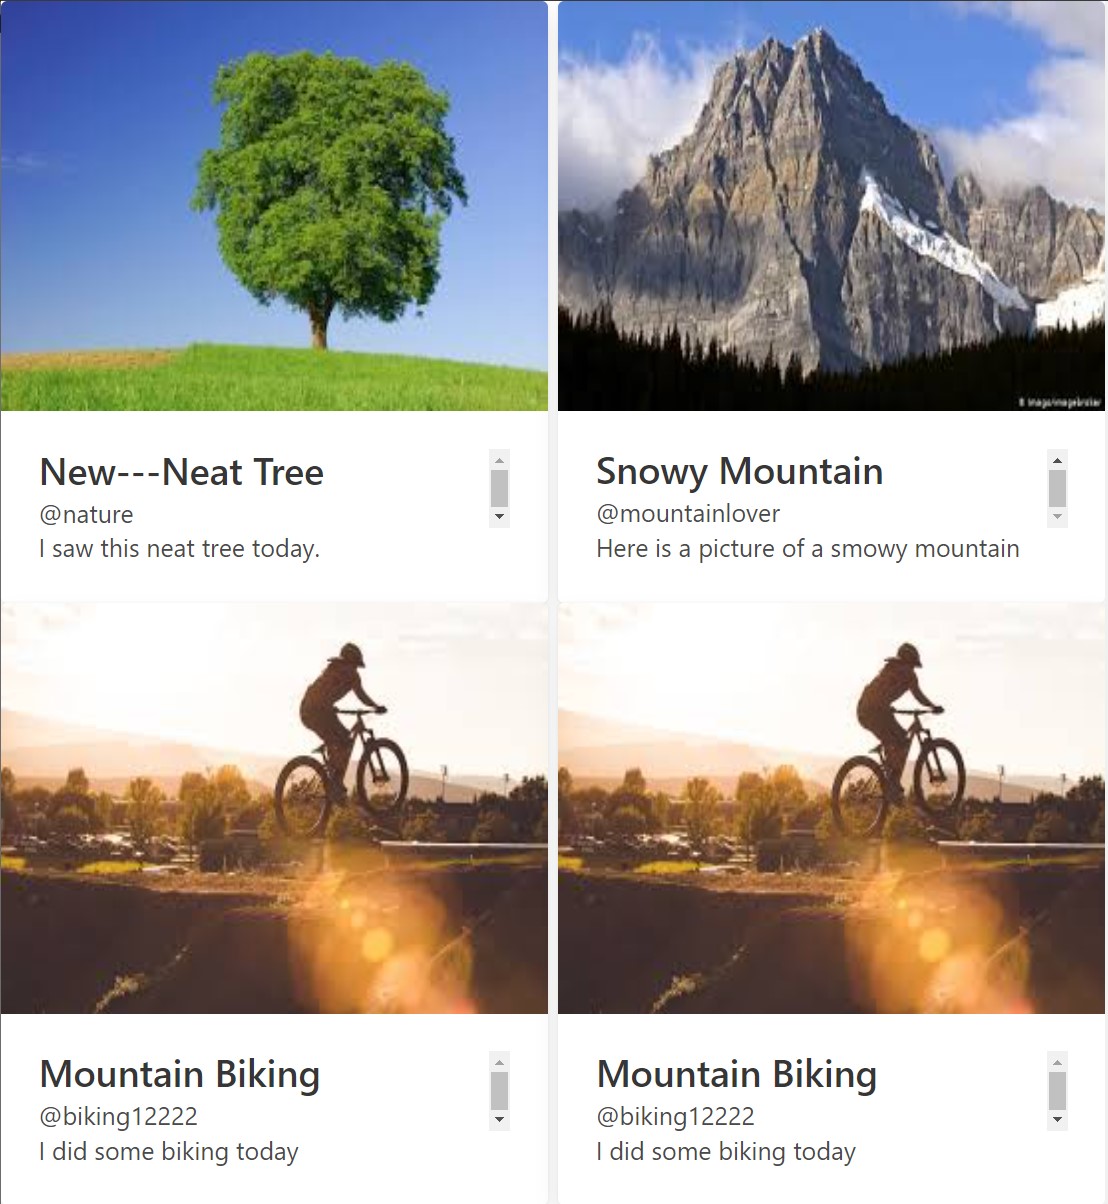 New---Neat Tree
@nature
I saw this neat tree today.
Snowy Mountain
@mountainlover
Here is a picture of a smowy mountain
Mountain Biking
@biking12222
I did some biking today
Mountain Biking
@biking12222
I did some biking today